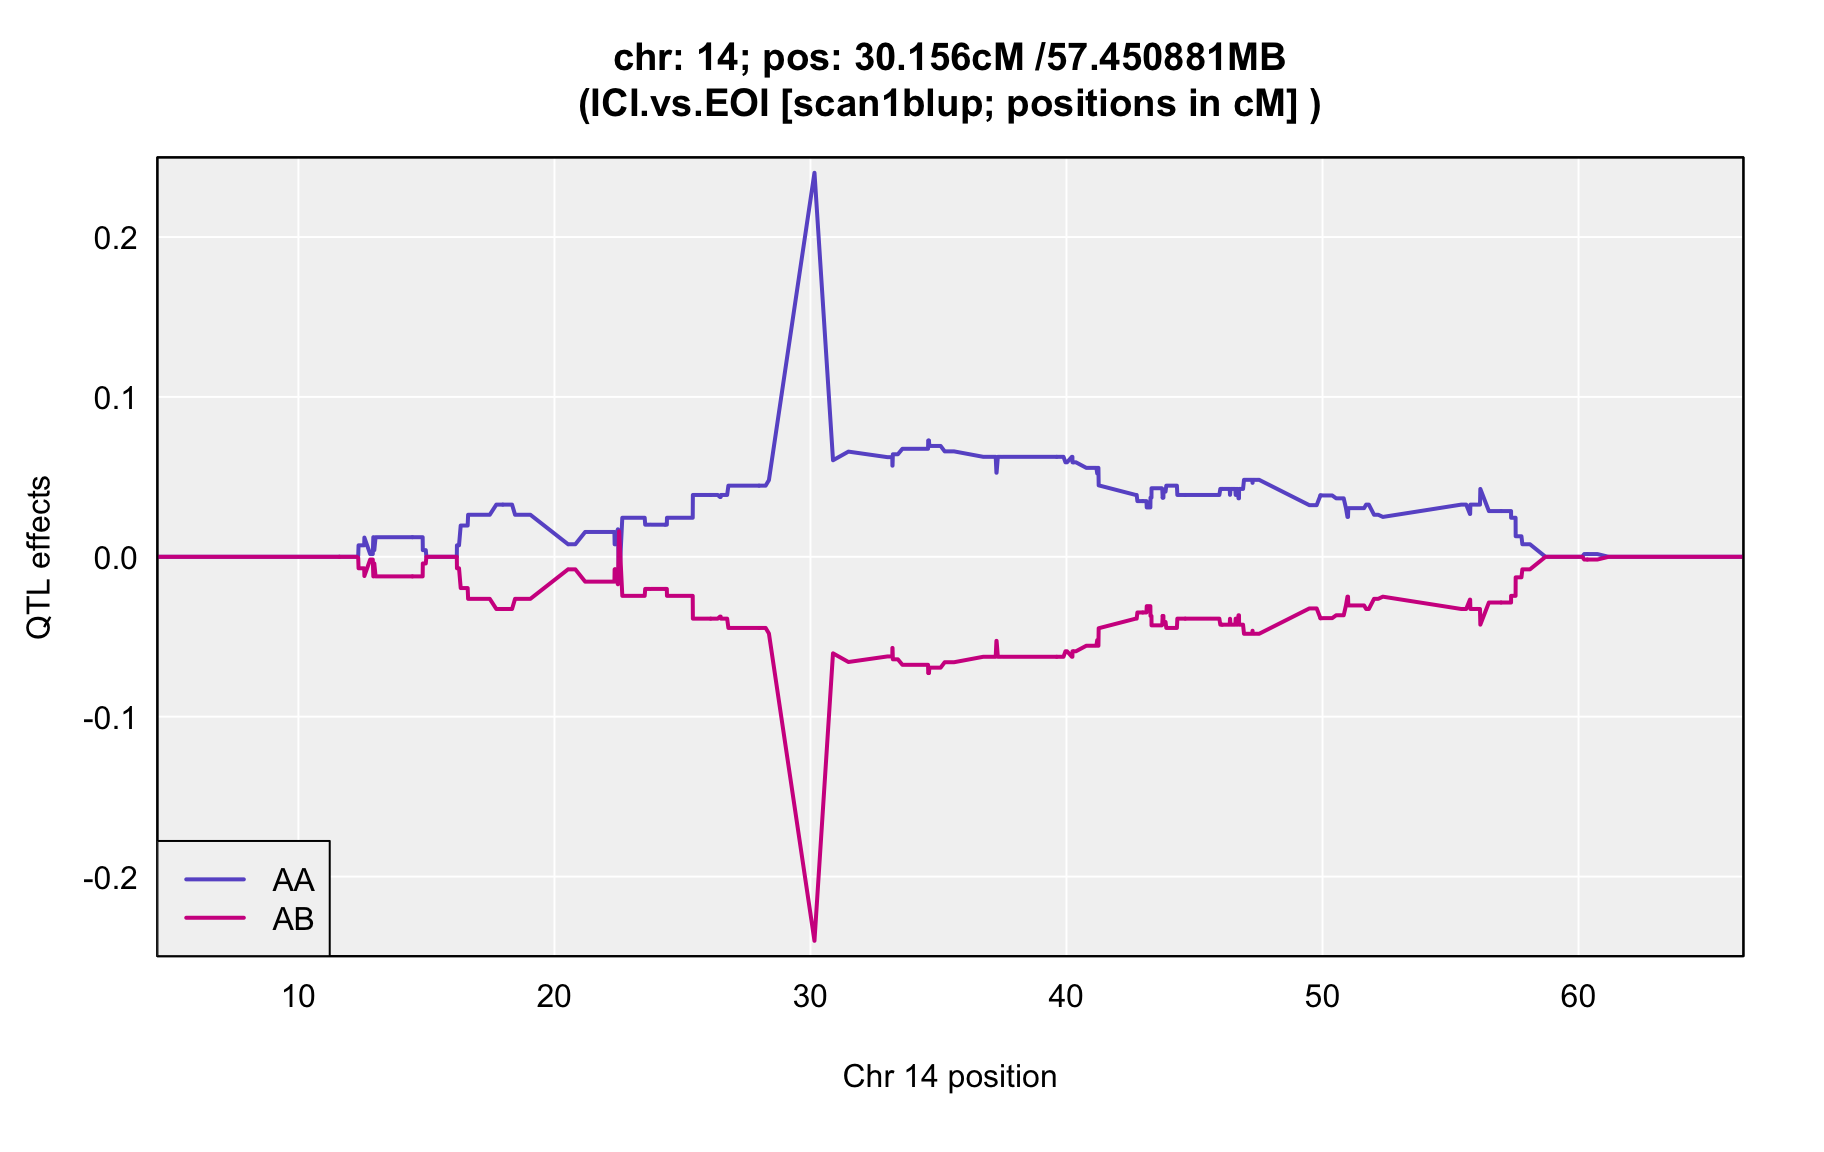 chr: 14; pos: 30.156cM /57.450881MB
(ICI.vs.EOI [scan1blup; positions in cM] )
QTL effects
0.2
0.1
0.0
-0.1
-0.2
AA
AB
10 20 30 40 50 60
Chr 14 position